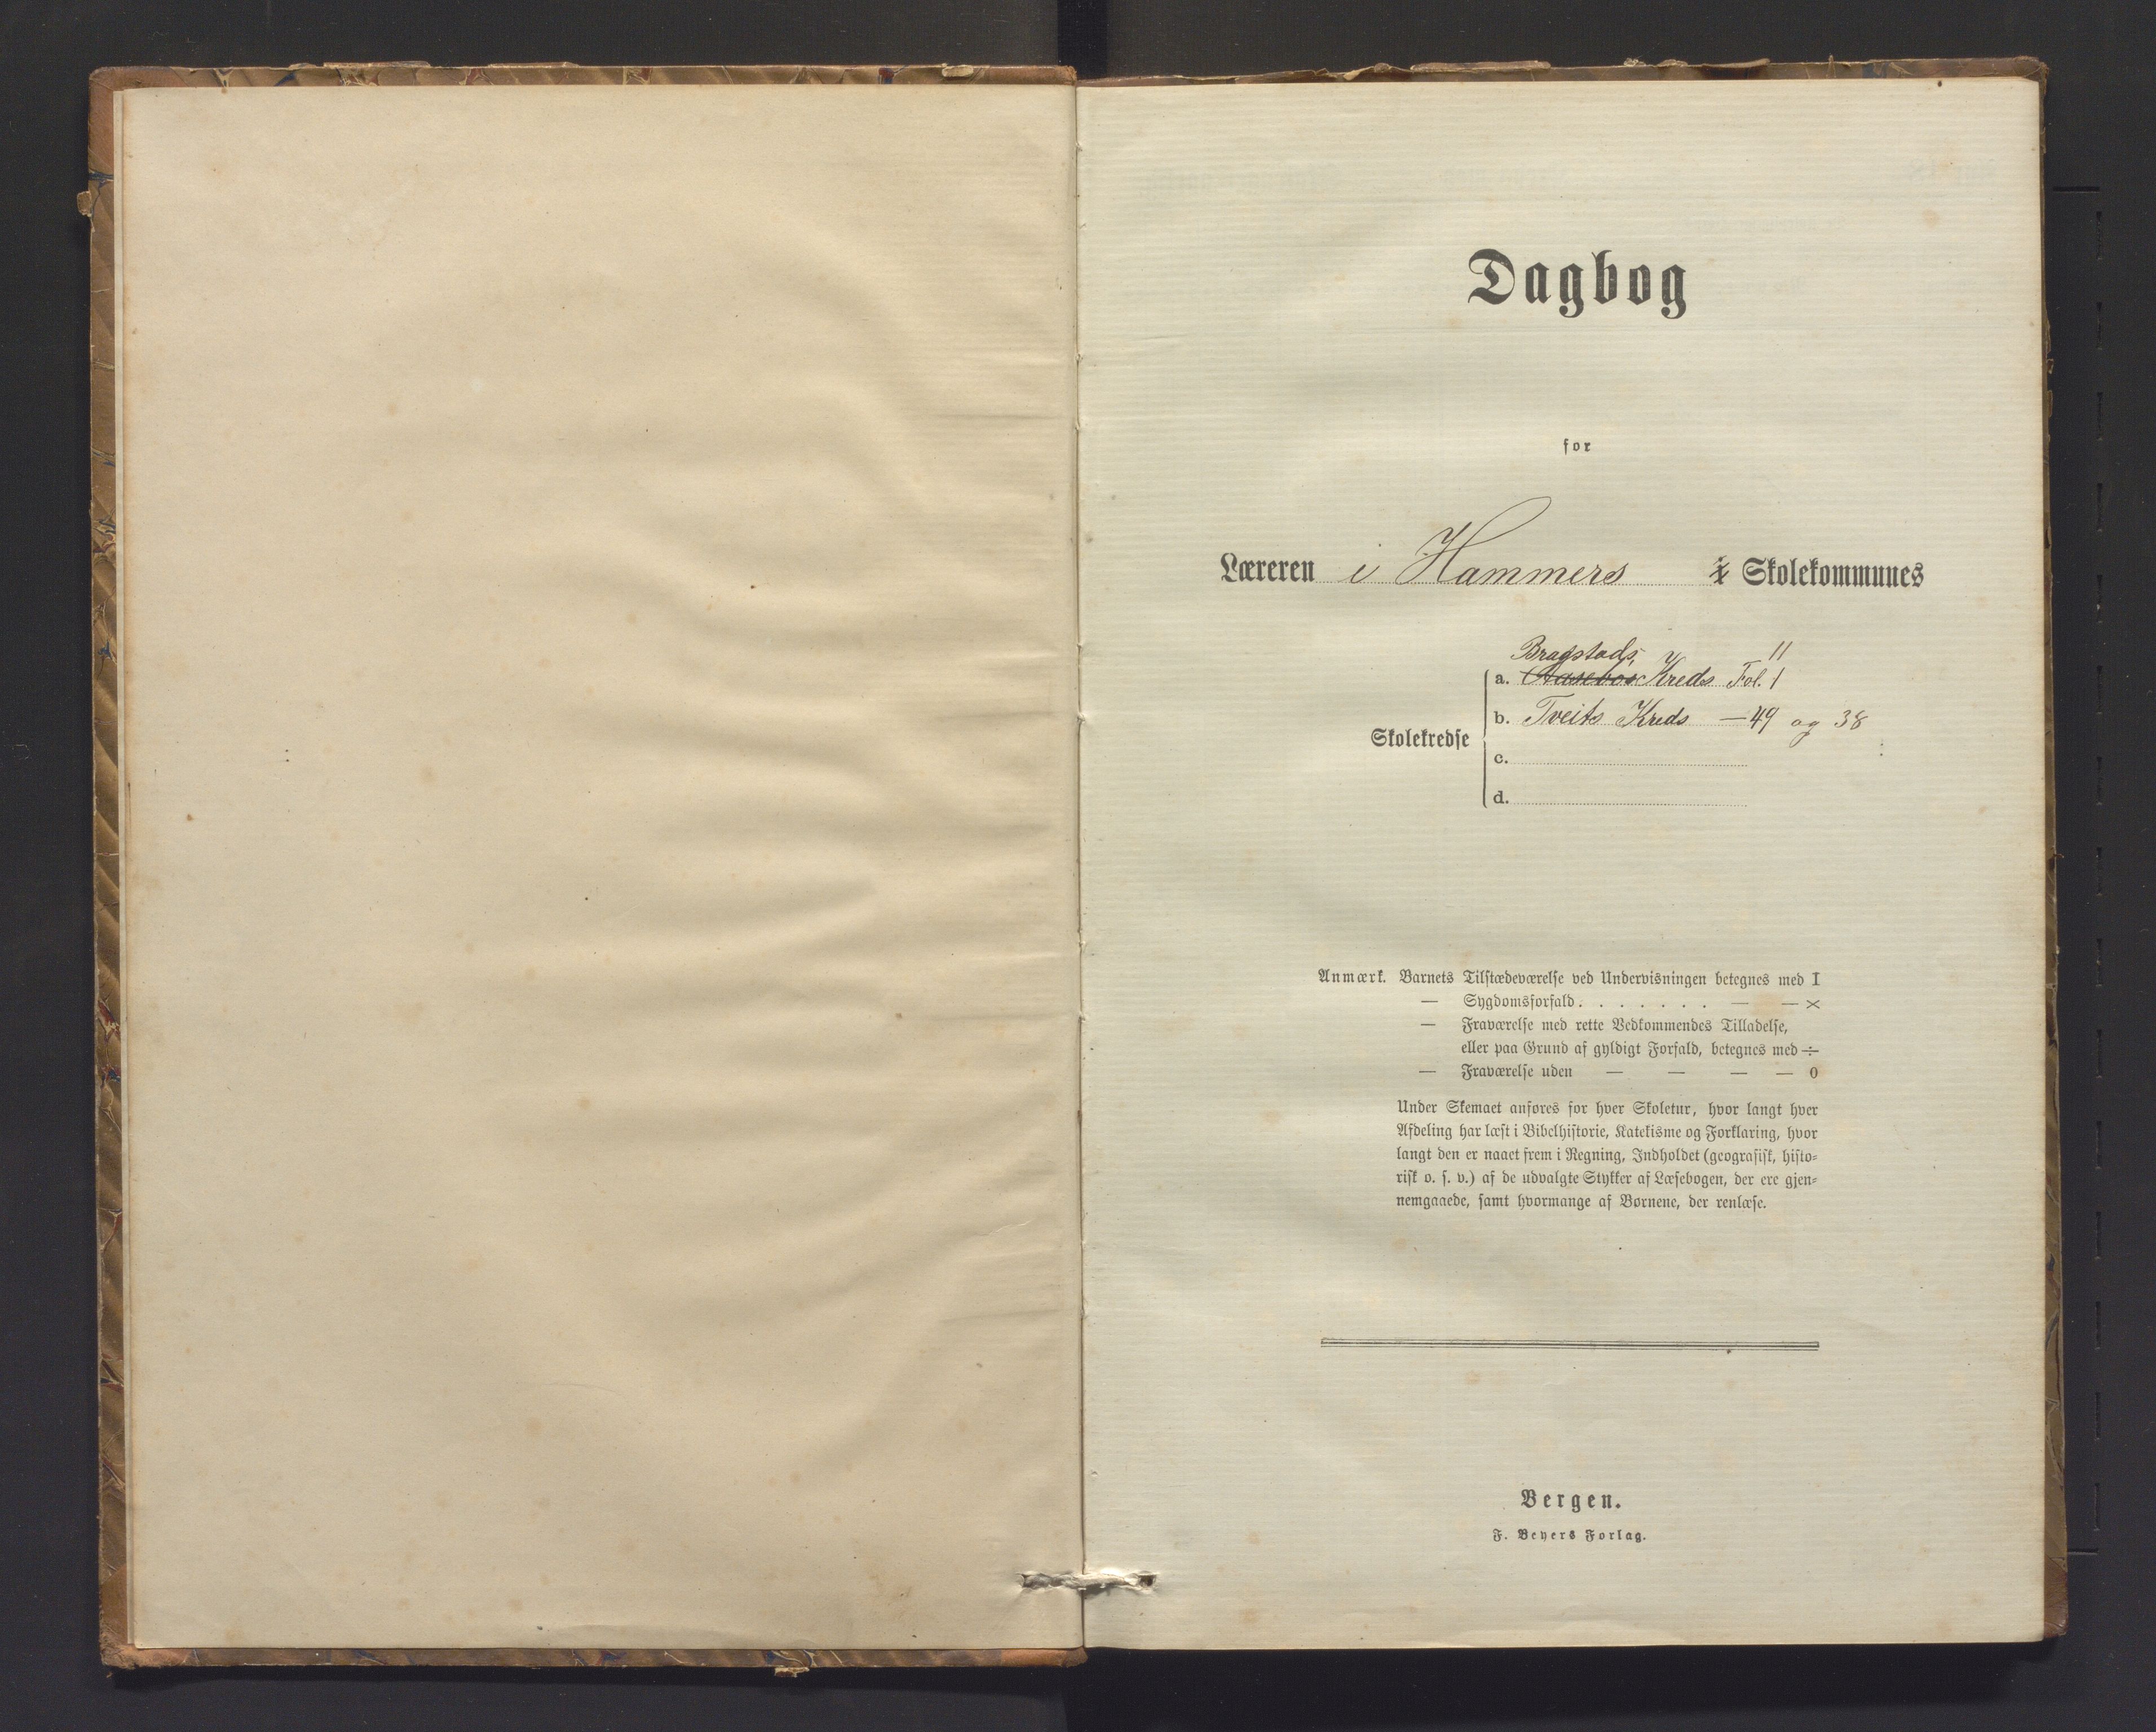 Dagbog
for
Læreren i Hammers i Skolekommunes
Bragstads 11
a. Aasebøs Kreds Fol. 1
b. Tveits Kreds — 49 og 38
Skolekredse
c.
d.
Anmærk. Barnets Tilstædeværelse ved Undervisningen betegnes med I
— Sygdomsforfald . . . . . . . — — ×
— Fraværelse med rette Vedkommendes Tilladelse,
eller paa Grund af gyldigt Forfald, betegnes med ÷
— Fraværelse uden — — — — 0
Under Skemaet anføres for hver Skoletur, hvor langt hver
Afdeling har læst i Bibelhistorie, Katekisme og Forklaring, hvor
langt den er naaet frem i Regning, Indholdet (geografisk, histo-
risk o. s. v.) af de udvalgte Stykker af Læsebogen, der ere gjen-
nemgaaede, samt hvormange af Børnene, der renlæse.
Bergen.
F. Beyers Forlag.